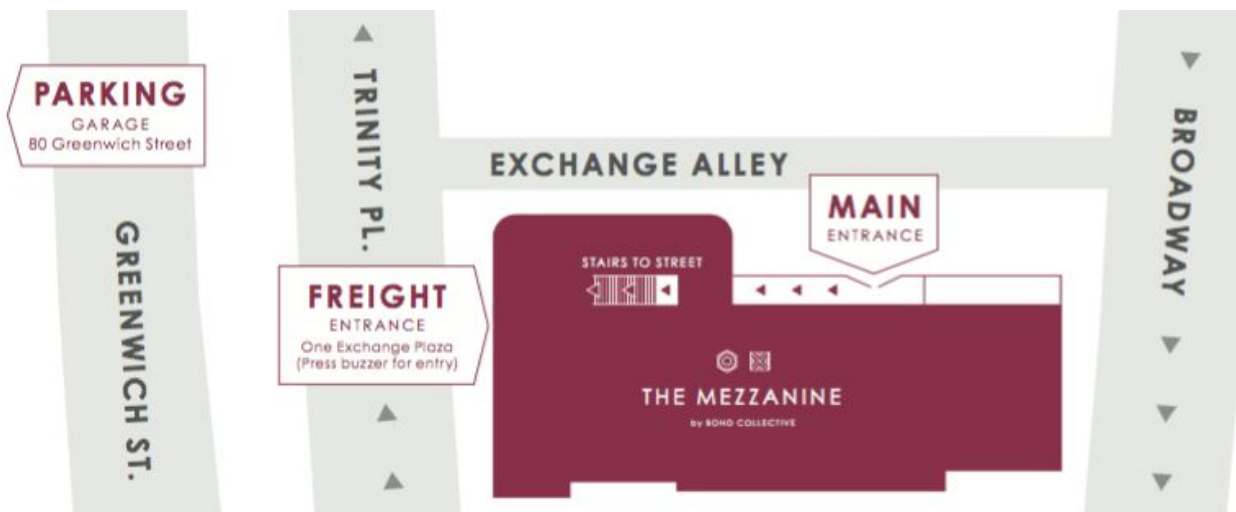 PARKING
GARAGE
80 Greenwich Street
GREENWICH ST.
TRINITY PL.
FREIGHT
ENTRANCE
One Exchange Plaza
(Press buzzer for entry)
EXCHANGE ALLEY
MAIN
ENTRANCE
STAIRS TO STREET
THE MEZZANINE
by BOND COLLECTIVE
BROADWAY